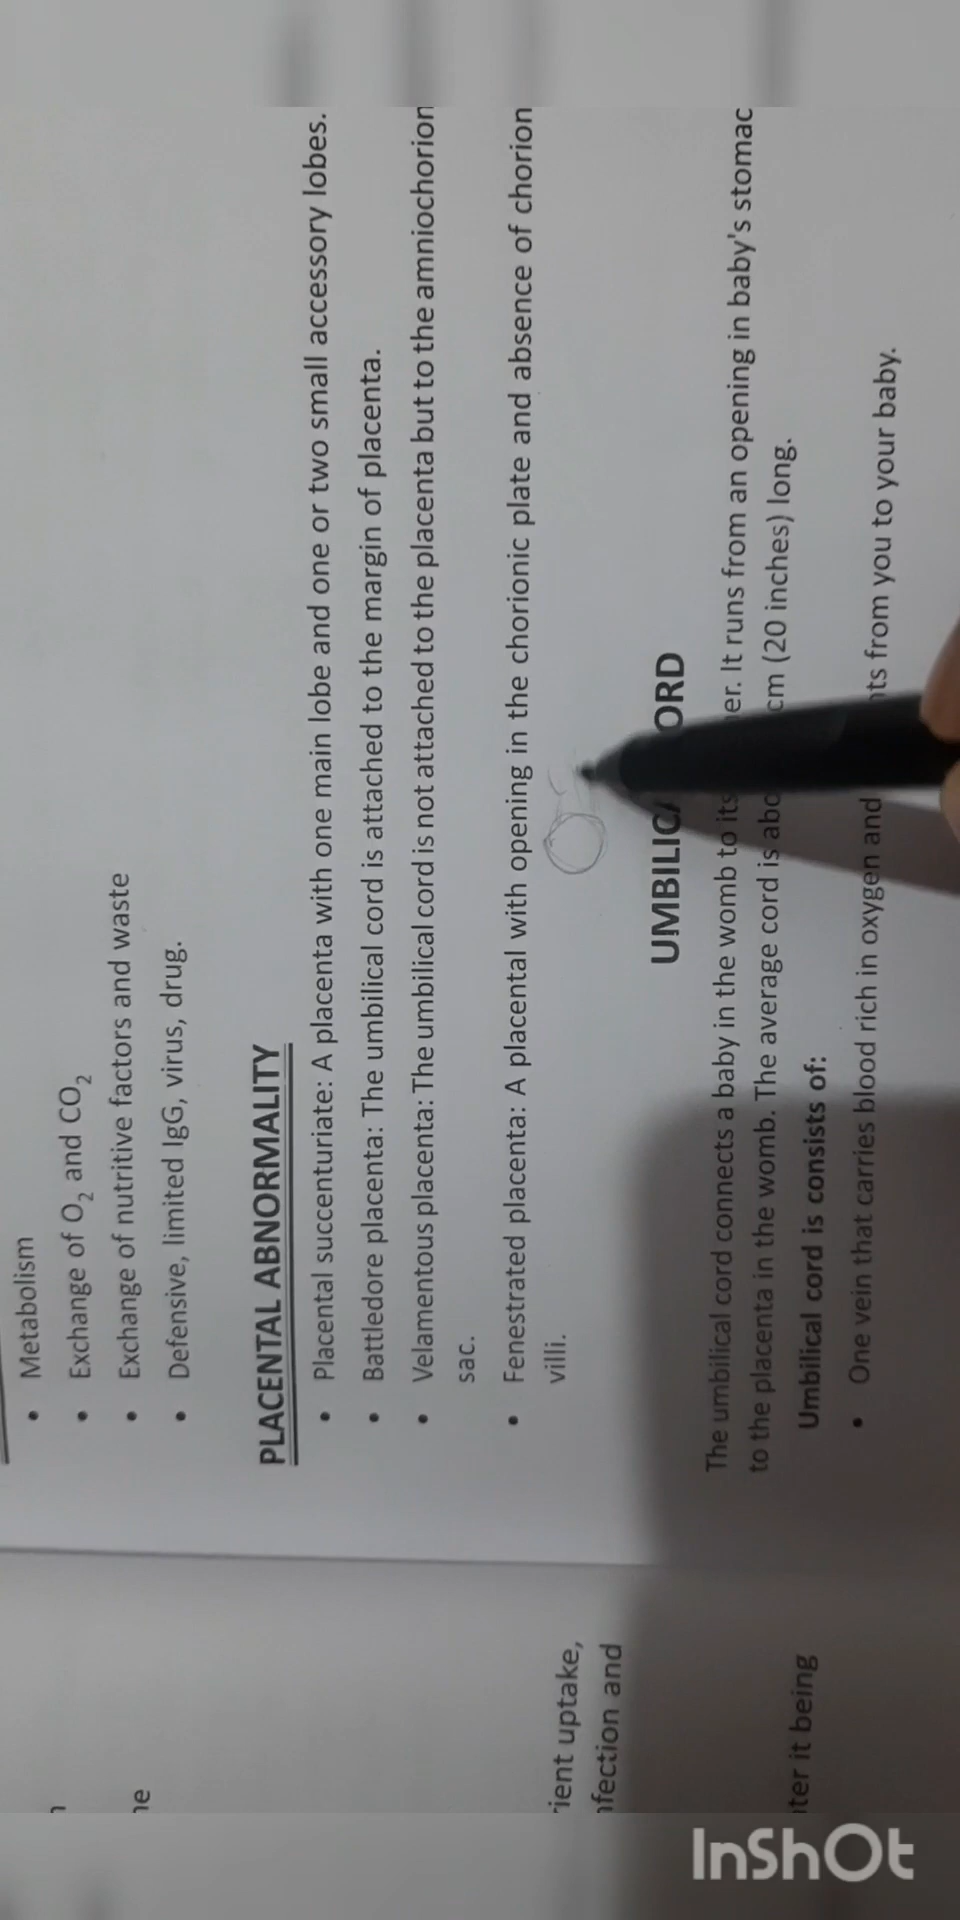 • Metabolism
• Exchange of O₂ and CO₂
• Exchange of nutritive factors and waste
• Defensive, limited IgG, virus, drug.
PLACENTAL ABNORMALITY
• Placental succenturiate: A placenta with one main lobe and one or two small accessory lobes.
• Battledore placenta: The umbilical cord is attached to the margin of placenta.
• Velamentous placenta: The umbilical cord is not attached to the placenta but to the amniochorion
sac.
• Fenestrated placenta: A placental with opening in the chorionic plate and absence of chorion
villi.
UMBILICA ORD
The umbilical cord connects a baby in the womb to its er. It runs from an opening in baby's stomac
to the placenta in the womb. The average cord is abo cm (20 inches) long.
Umbilical cord is consists of:
• One vein that carries blood rich in oxygen and ts from you to your baby.
rient uptake,
nfection and
ter it being
InShOt